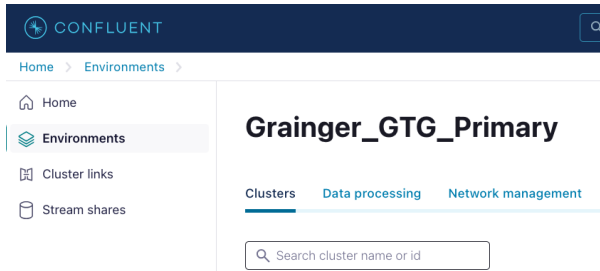 CONFLUENT
Home > Environments >
Home
Environments
Cluster links
Stream shares
Grainger_GTG_Primary
Clusters Data processing Network management
Search cluster name or id